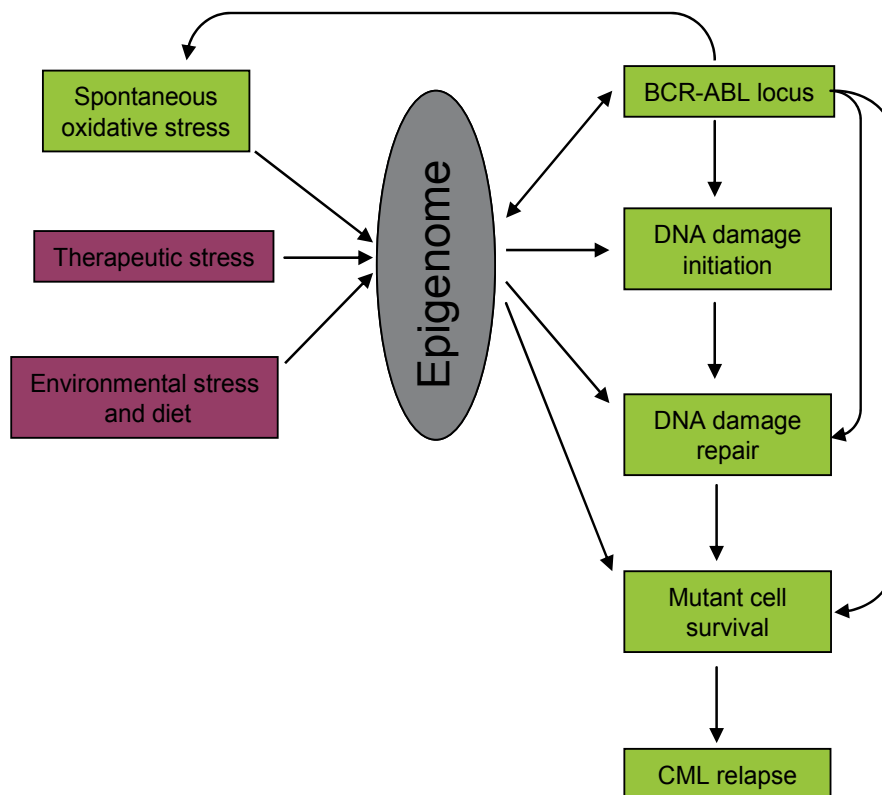 Spontaneous
oxidative stress
Therapeutic stress
Environmental stress
and diet
Epigenome
BCR-ABL locus
DNA damage
initiation
DNA damage
repair
Mutant cell
survival
CML relapse